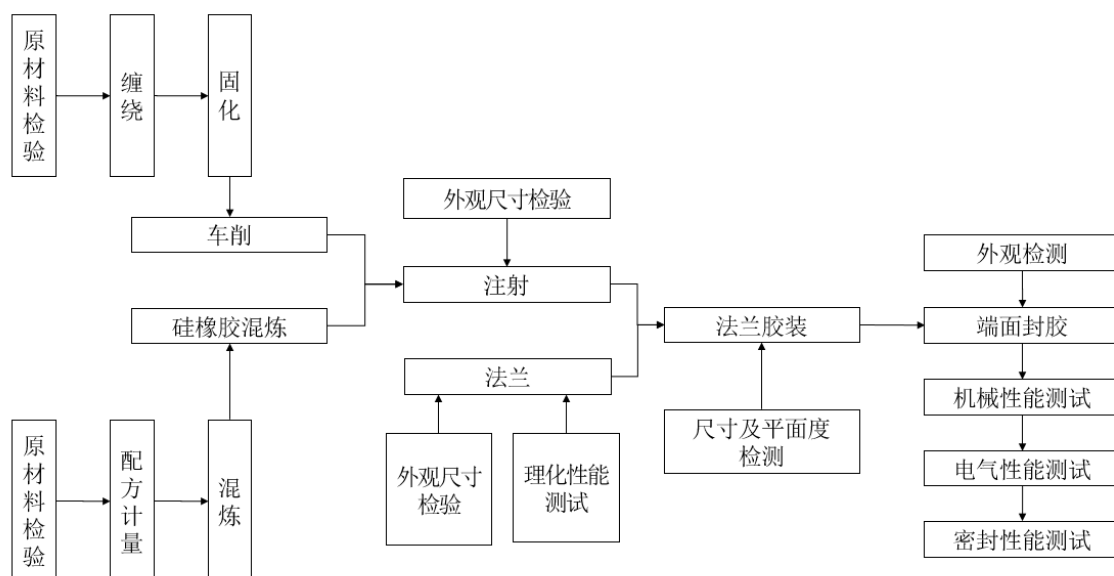 原材料检验
缠绕
固化
车削
外观尺寸检验
注射
硅橡胶混炼
法兰
外观尺寸
检验
理化性能
测试
原材料检验
配方计量
混炼
法兰胶装
尺寸及平面度
检测
外观检测
端面封胶
机械性能测试
电气性能测试
密封性能测试